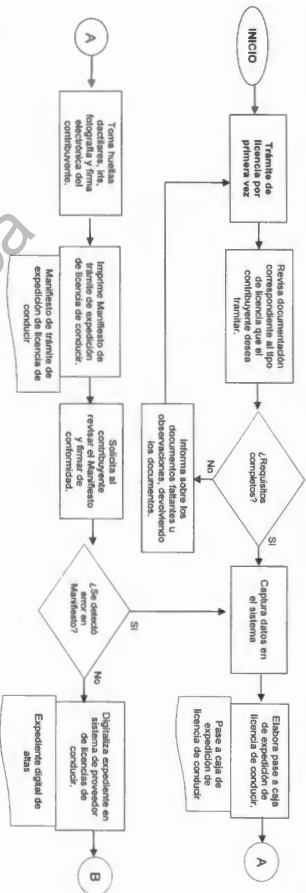 INICIO
Trámite de
licencia por
primera vez
Revisa documentación
correspondiente al tipo
de licencia que el
contribuyente desea
tramitar.
¿Requisitos
completos?
SI
No
Informa sobre los
documentos faltantes u
observaciones, devolviendo
los documentos.
Captura datos en
el sistema
Elabora pase a caja
de expedición de
licencia de conducir.
Pase a caja de
expedición de
licencia de conducir
A
A
Toma huellas
dactilares, iris,
fotografía y firma
electrónica del
contribuyente.
Imprime Manifiesto de
trámite de expedición
de licencia de conducir.
Manifiesto de trámite de
expedición de licencia de
conducir
Solicita al
contribuyente
revisar el Manifiesto
y firmar de
conformidad.
¿Se detectó
error en
Manifiesto?
SI
No
Digitaliza expediente en
sistema de proveedor
de licencias de
conducir.
Expediente digital de
altas
B